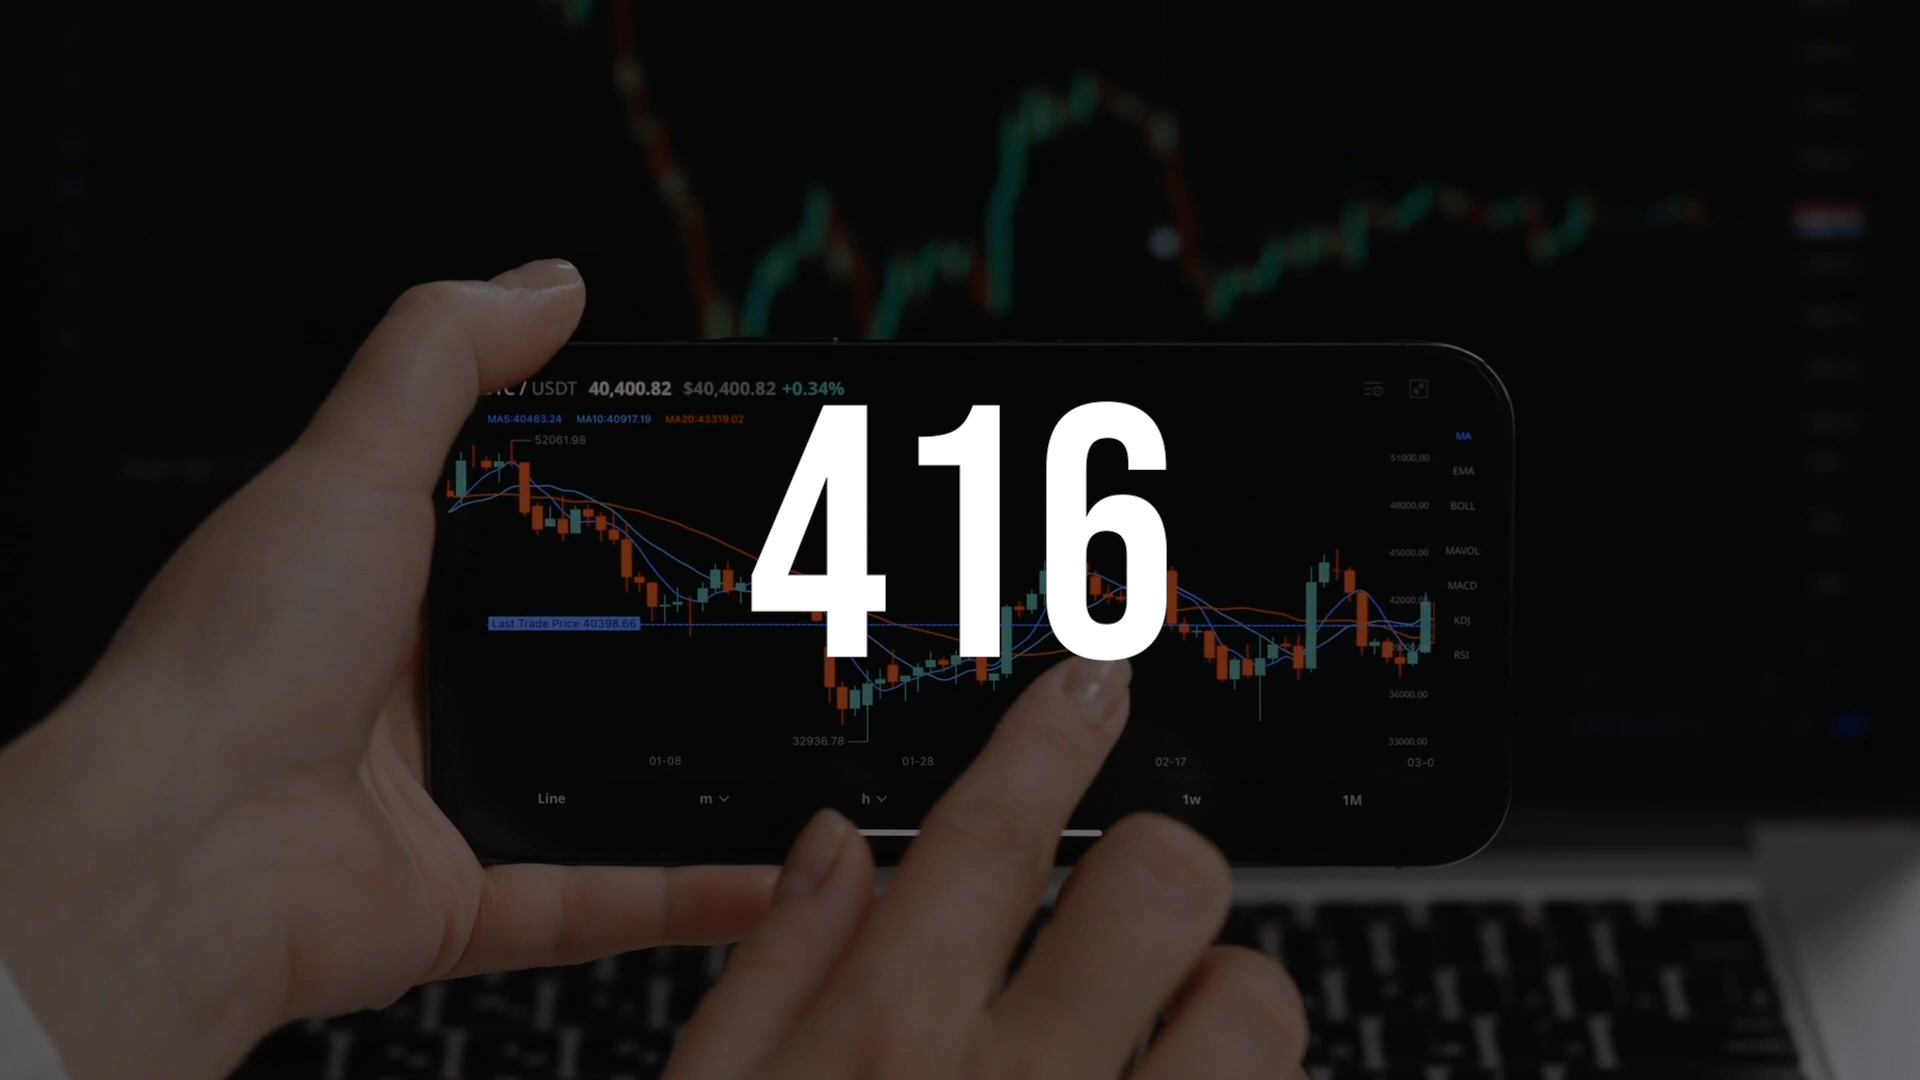 / USDT 40,400.82 $40,400.82 +0.34%
MA5:40483.24 MA10:40917.19 MA20:43319.02
416
52061.98
MA
51000,00
EMA
48000,00
BOLL
45000,00
MAVOL
MACD
42000,00
Last Trade Price 40398.66
KDJ
RSI
36000,00
32936.78
33000,00
01-08 01-28 02-17 03-0
Line m h 1w 1M